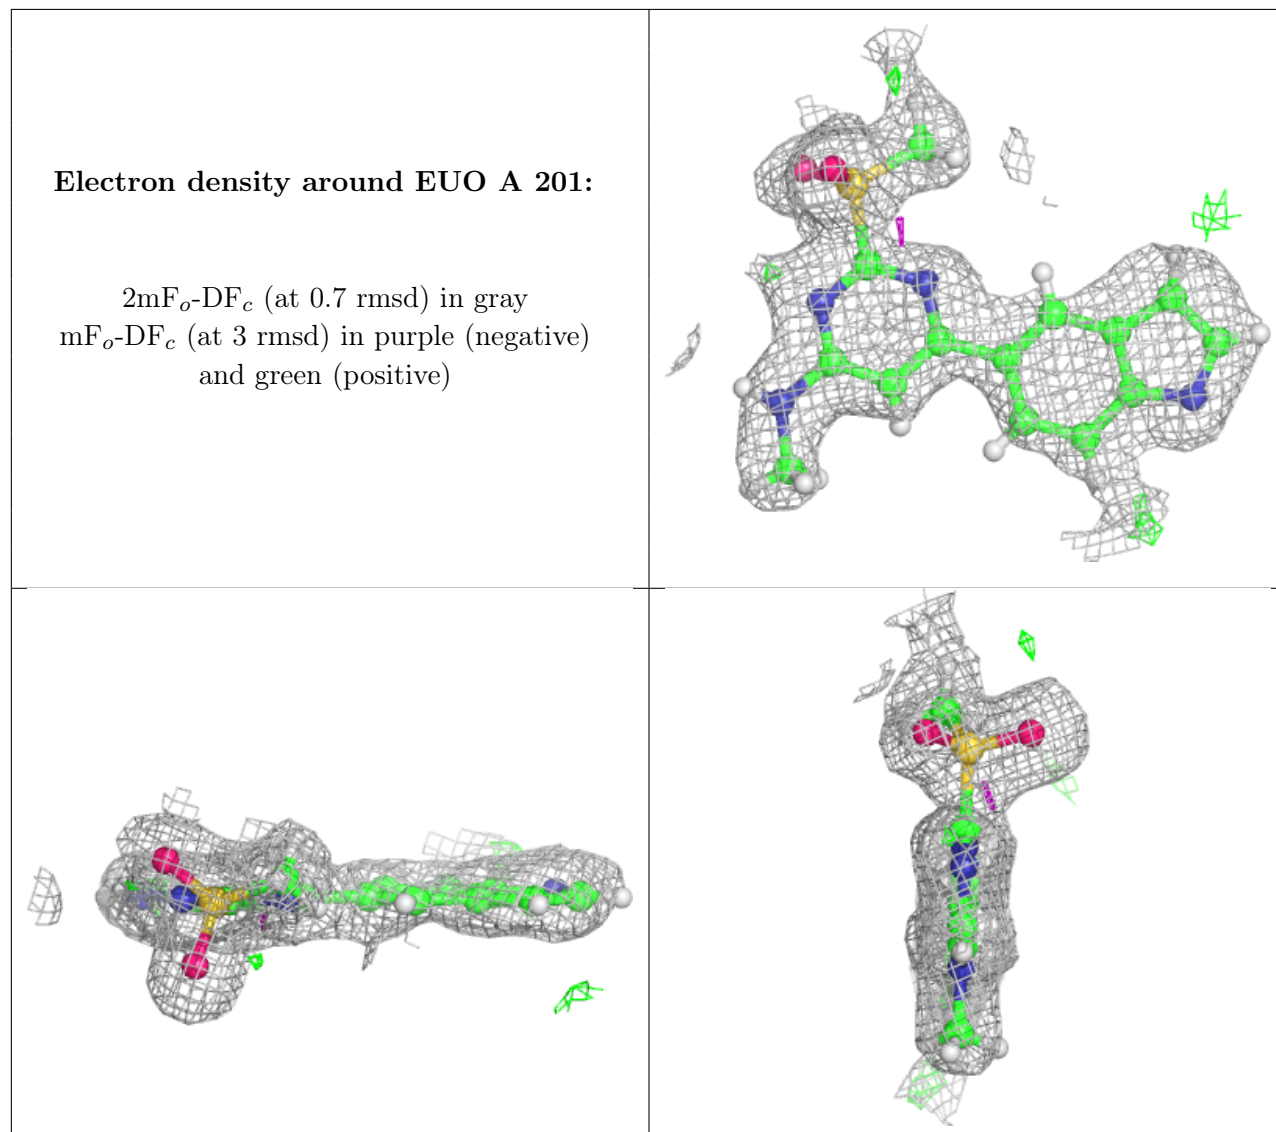 Electron density around EUO A 201:
2mFo-DFc (at 0.7 rmsd) in gray
mFo-DFc (at 3 rmsd) in purple (negative)
and green (positive)